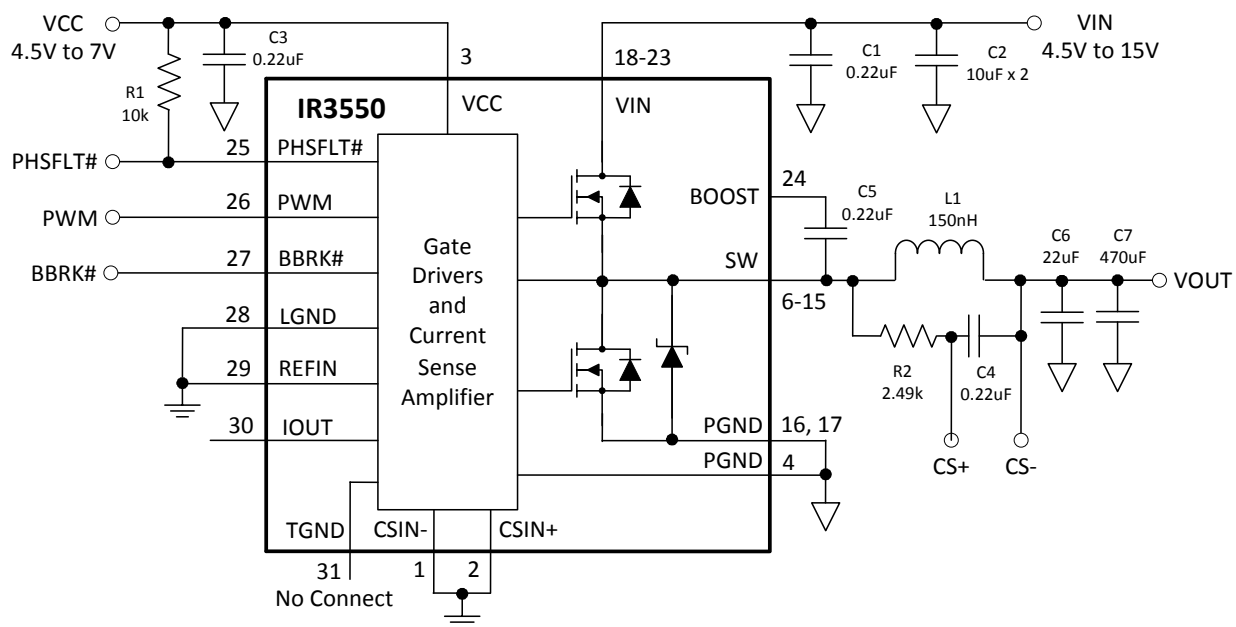 VCC
4.5V to 7V
C3
0.22uF
3
18-23
C1
0.22uF
C2
10uF x 2
VIN
4.5V to 15V
R1
10k
IR3550
VCC
VIN
PHSFLT#
25
PHSFLT#
PWM
26
PWM
BBRK#
27
BBRK#
28
LGND
29
REFIN
30
IOUT
Gate
Drivers
and
Current
Sense
Amplifier
BOOST
24
C5
0.22uF
L1
150nH
SW
6-15
C6
22uF
C7
470uF
VOUT
R2
2.49k
C4
0.22uF
CS+
CS-
PGND
16, 17
PGND
4
TGND
CSIN-
CSIN+
31
1
2
No Connect